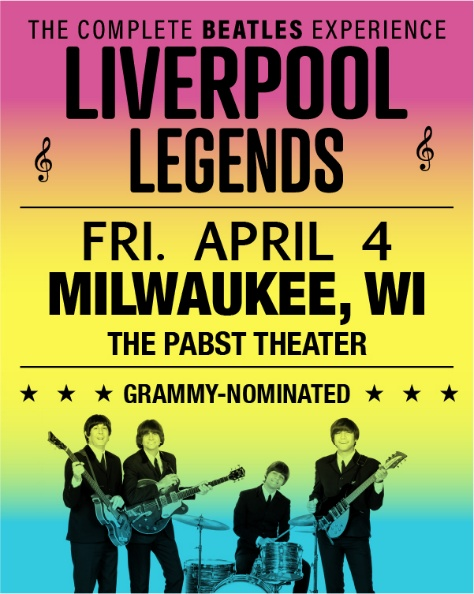 THE COMPLETE BEATLES EXPERIENCE
LIVERPOOL
LEGENDS
FRI. APRIL 4
MILWAUKEE, WI
THE PABST THEATER
★ ★ ★ GRAMMY-NOMINATED ★ ★ ★